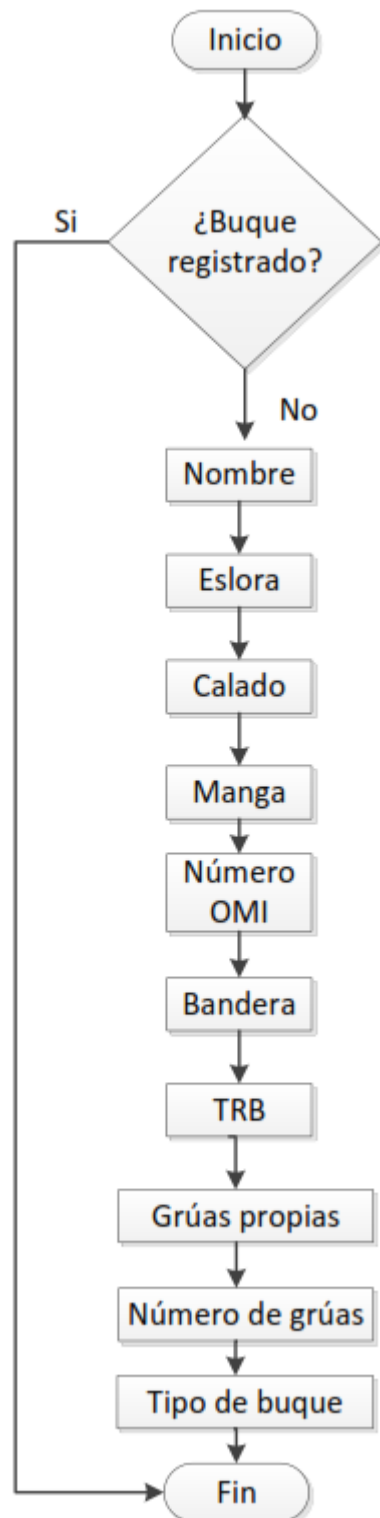 Inicio
¿Buque
registrado?
Si
No
Nombre
Eslora
Calado
Manga
Número
OMI
Bandera
TRB
Grúas propias
Número de grúas
Tipo de buque
Fin